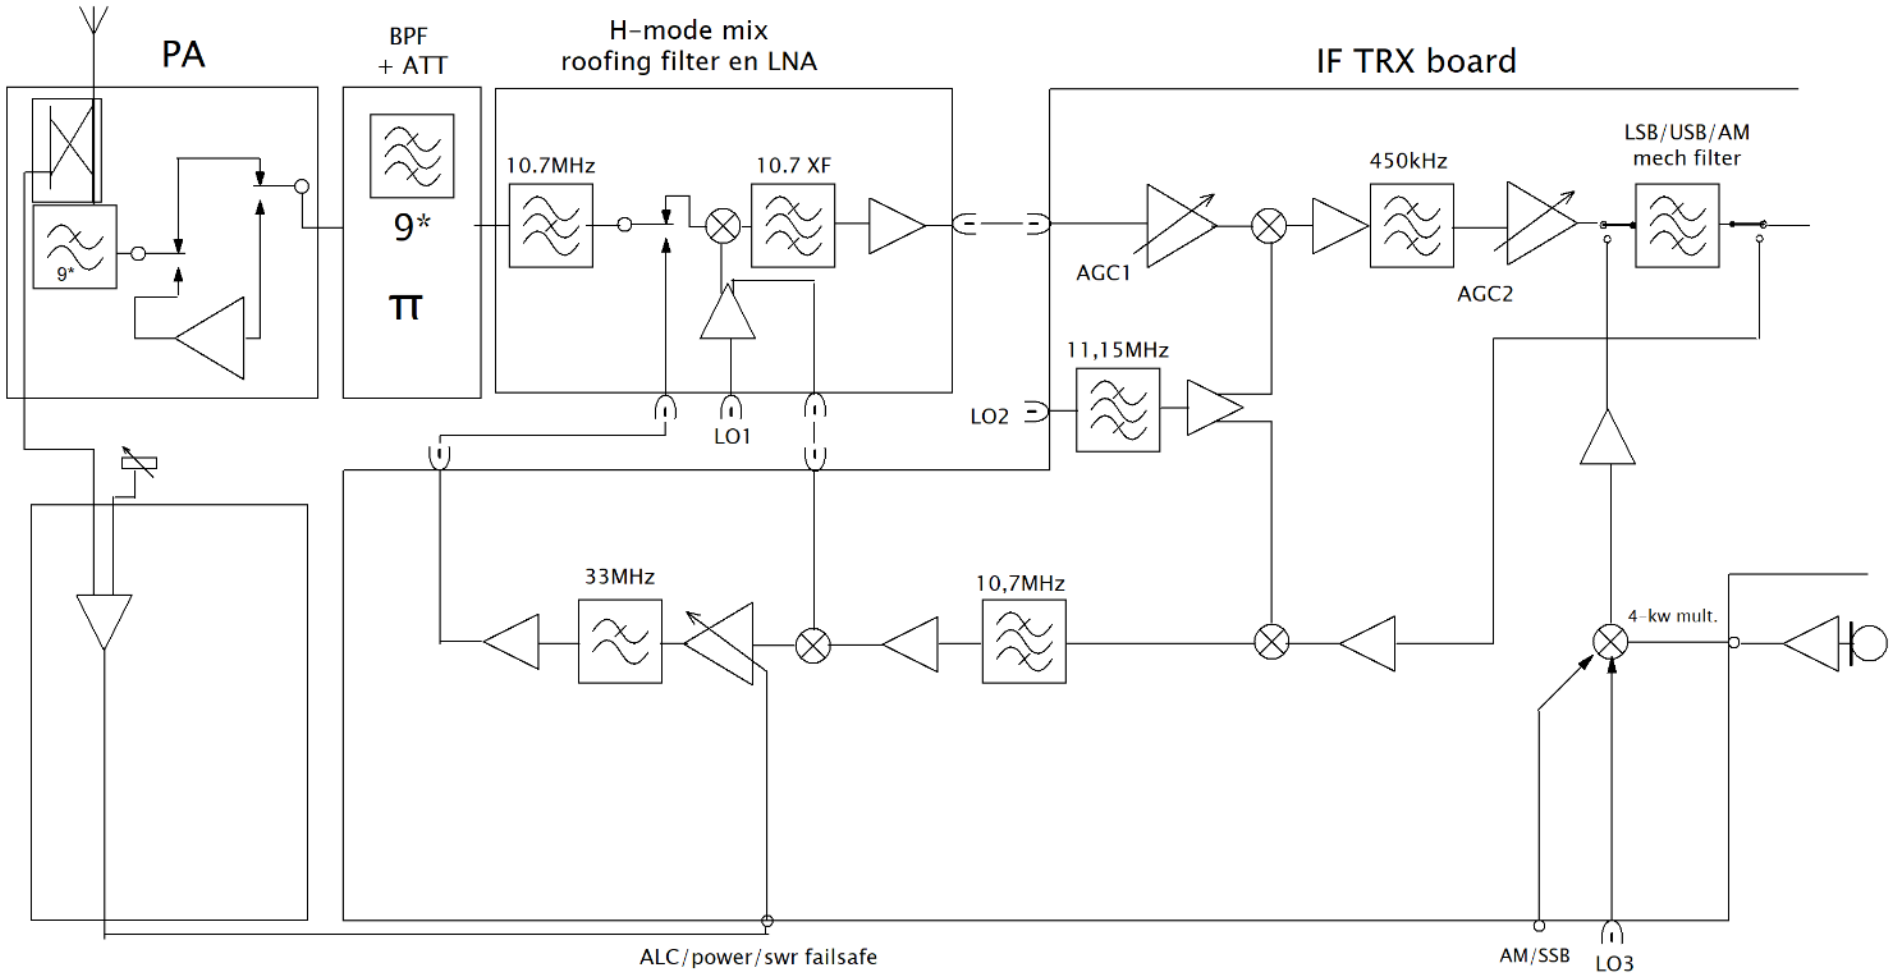 PA
BPF
+ ATT
H-mode mix
roofing filter en LNA
IF TRX board
9*
9*
π
10.7MHz
10.7 XF
AGC1
450kHz
AGC2
LSB/USB/AM
mech filter
LO1
11,15MHz
LO2
33MHz
10,7MHz
4-kw mult.
ALC/power/swr failsafe
AM/SSB
LO3